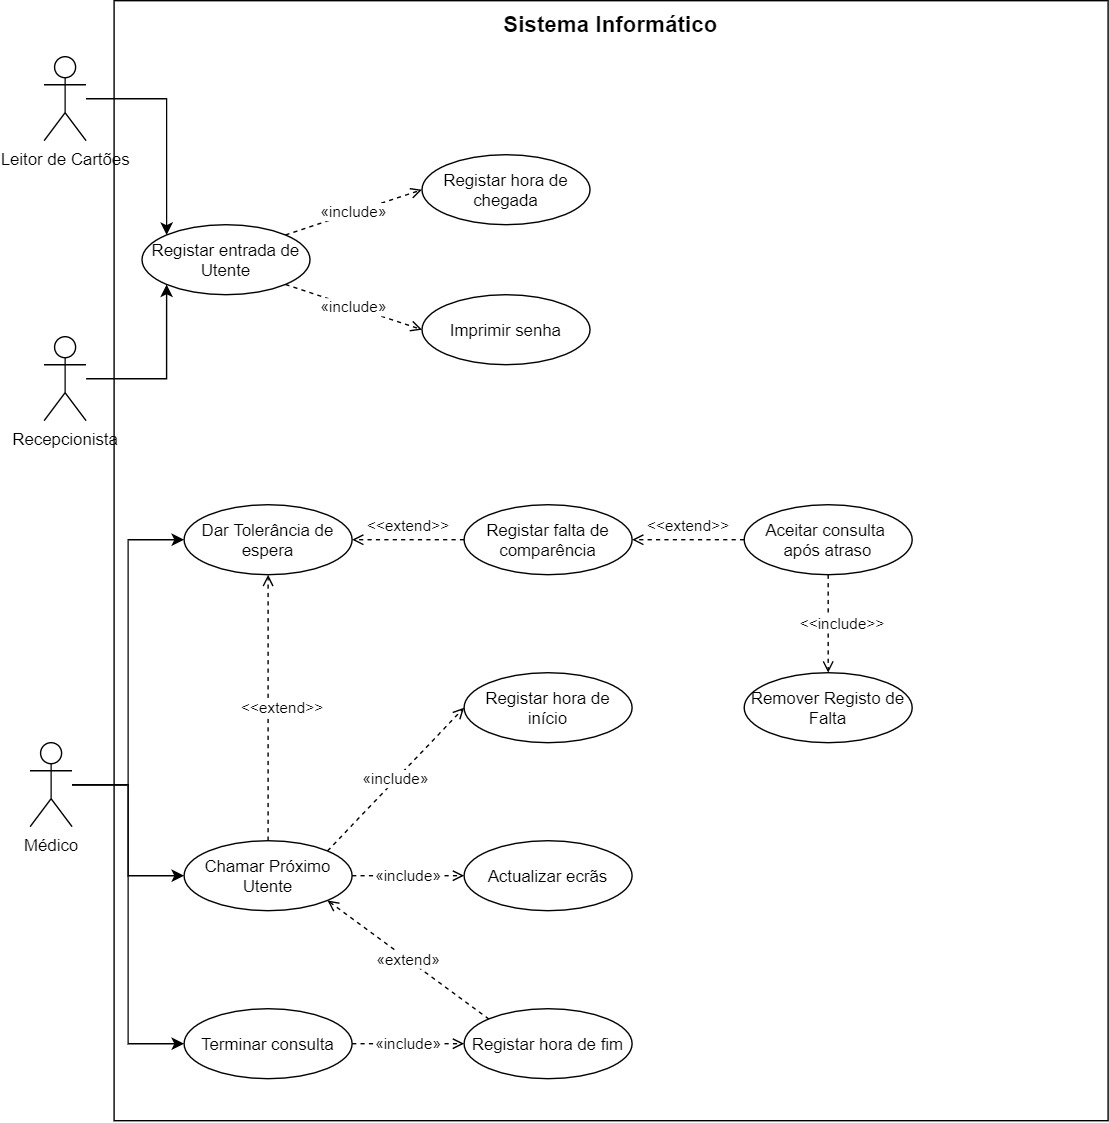 Sistema Informático
Leitor de Cartões
Registar hora de
chegada
«include»
Registar entrada de
Utente
«include»
Imprimir senha
Recepcionista
Dar Tolerância de
espera
<<extend>>
Registar falta de
comparência
<<extend>>
Aceitar consulta
após atraso
<<include>>
Remover Registo de
Falta
<<extend>>
Registar hora de
início
«include»
Médico
Chamar Próximo
Utente
«include»
Actualizar ecrãs
«extend»
Terminar consulta
«include»
Registar hora de fim